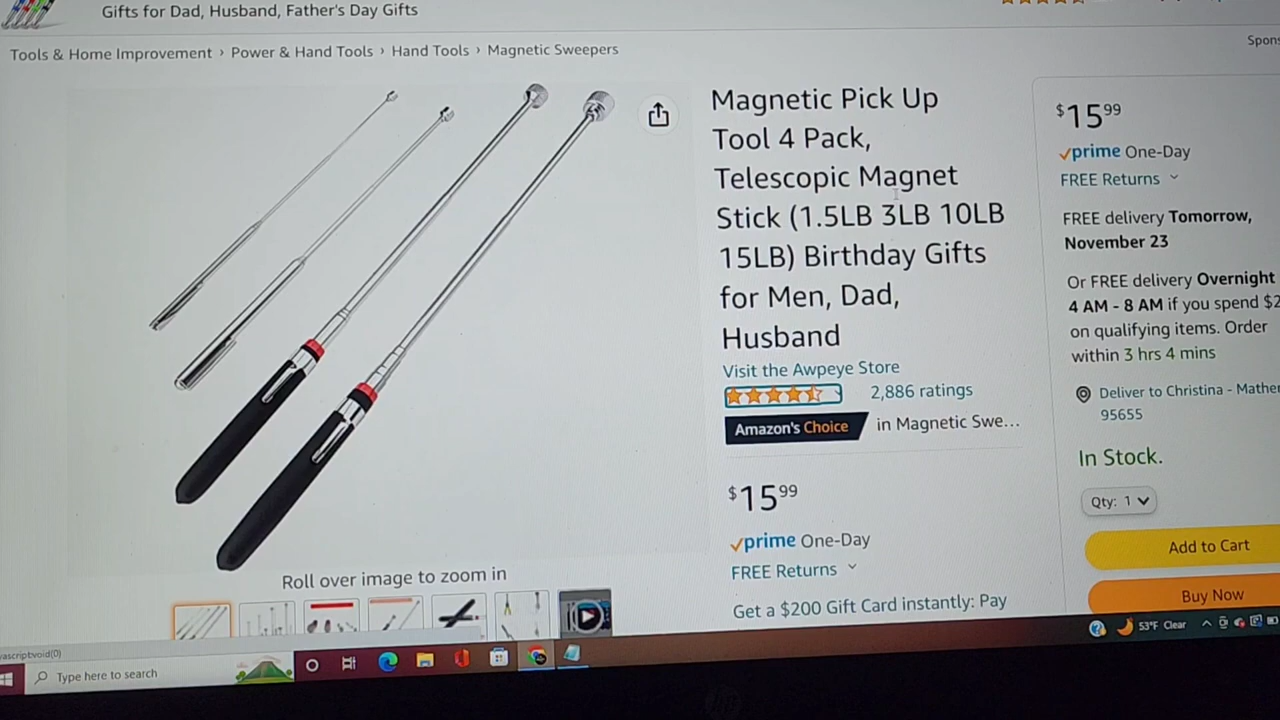 Gifts for Dad, Husband, Father's Day Gifts
Tools & Home Improvement › Power & Hand Tools › Hand Tools › Magnetic Sweepers
Magnetic Pick Up
Tool 4 Pack,
Telescopic Magnet
Stick (1.5LB 3LB 10LB
15LB) Birthday Gifts
for Men, Dad,
Husband
Visit the Awpeye Store
2,886 ratings
Amazon's Choice in Magnetic Swe...
$15 99
prime One-Day
FREE Returns
Get a $200 Gift Card instantly: Pay
Roll over image to zoom in
Spons
$15 99
prime One-Day
FREE Returns
FREE delivery Tomorrow,
November 23
Or FREE delivery Overnight
4 AM - 8 AM if you spend $2
on qualifying items. Order
within 3 hrs 4 mins
Deliver to Christina - Mather
95655
In Stock.
Qty: 1
Add to Cart
Buy Now
vascript:void(0)
Type here to search
53°F Clear